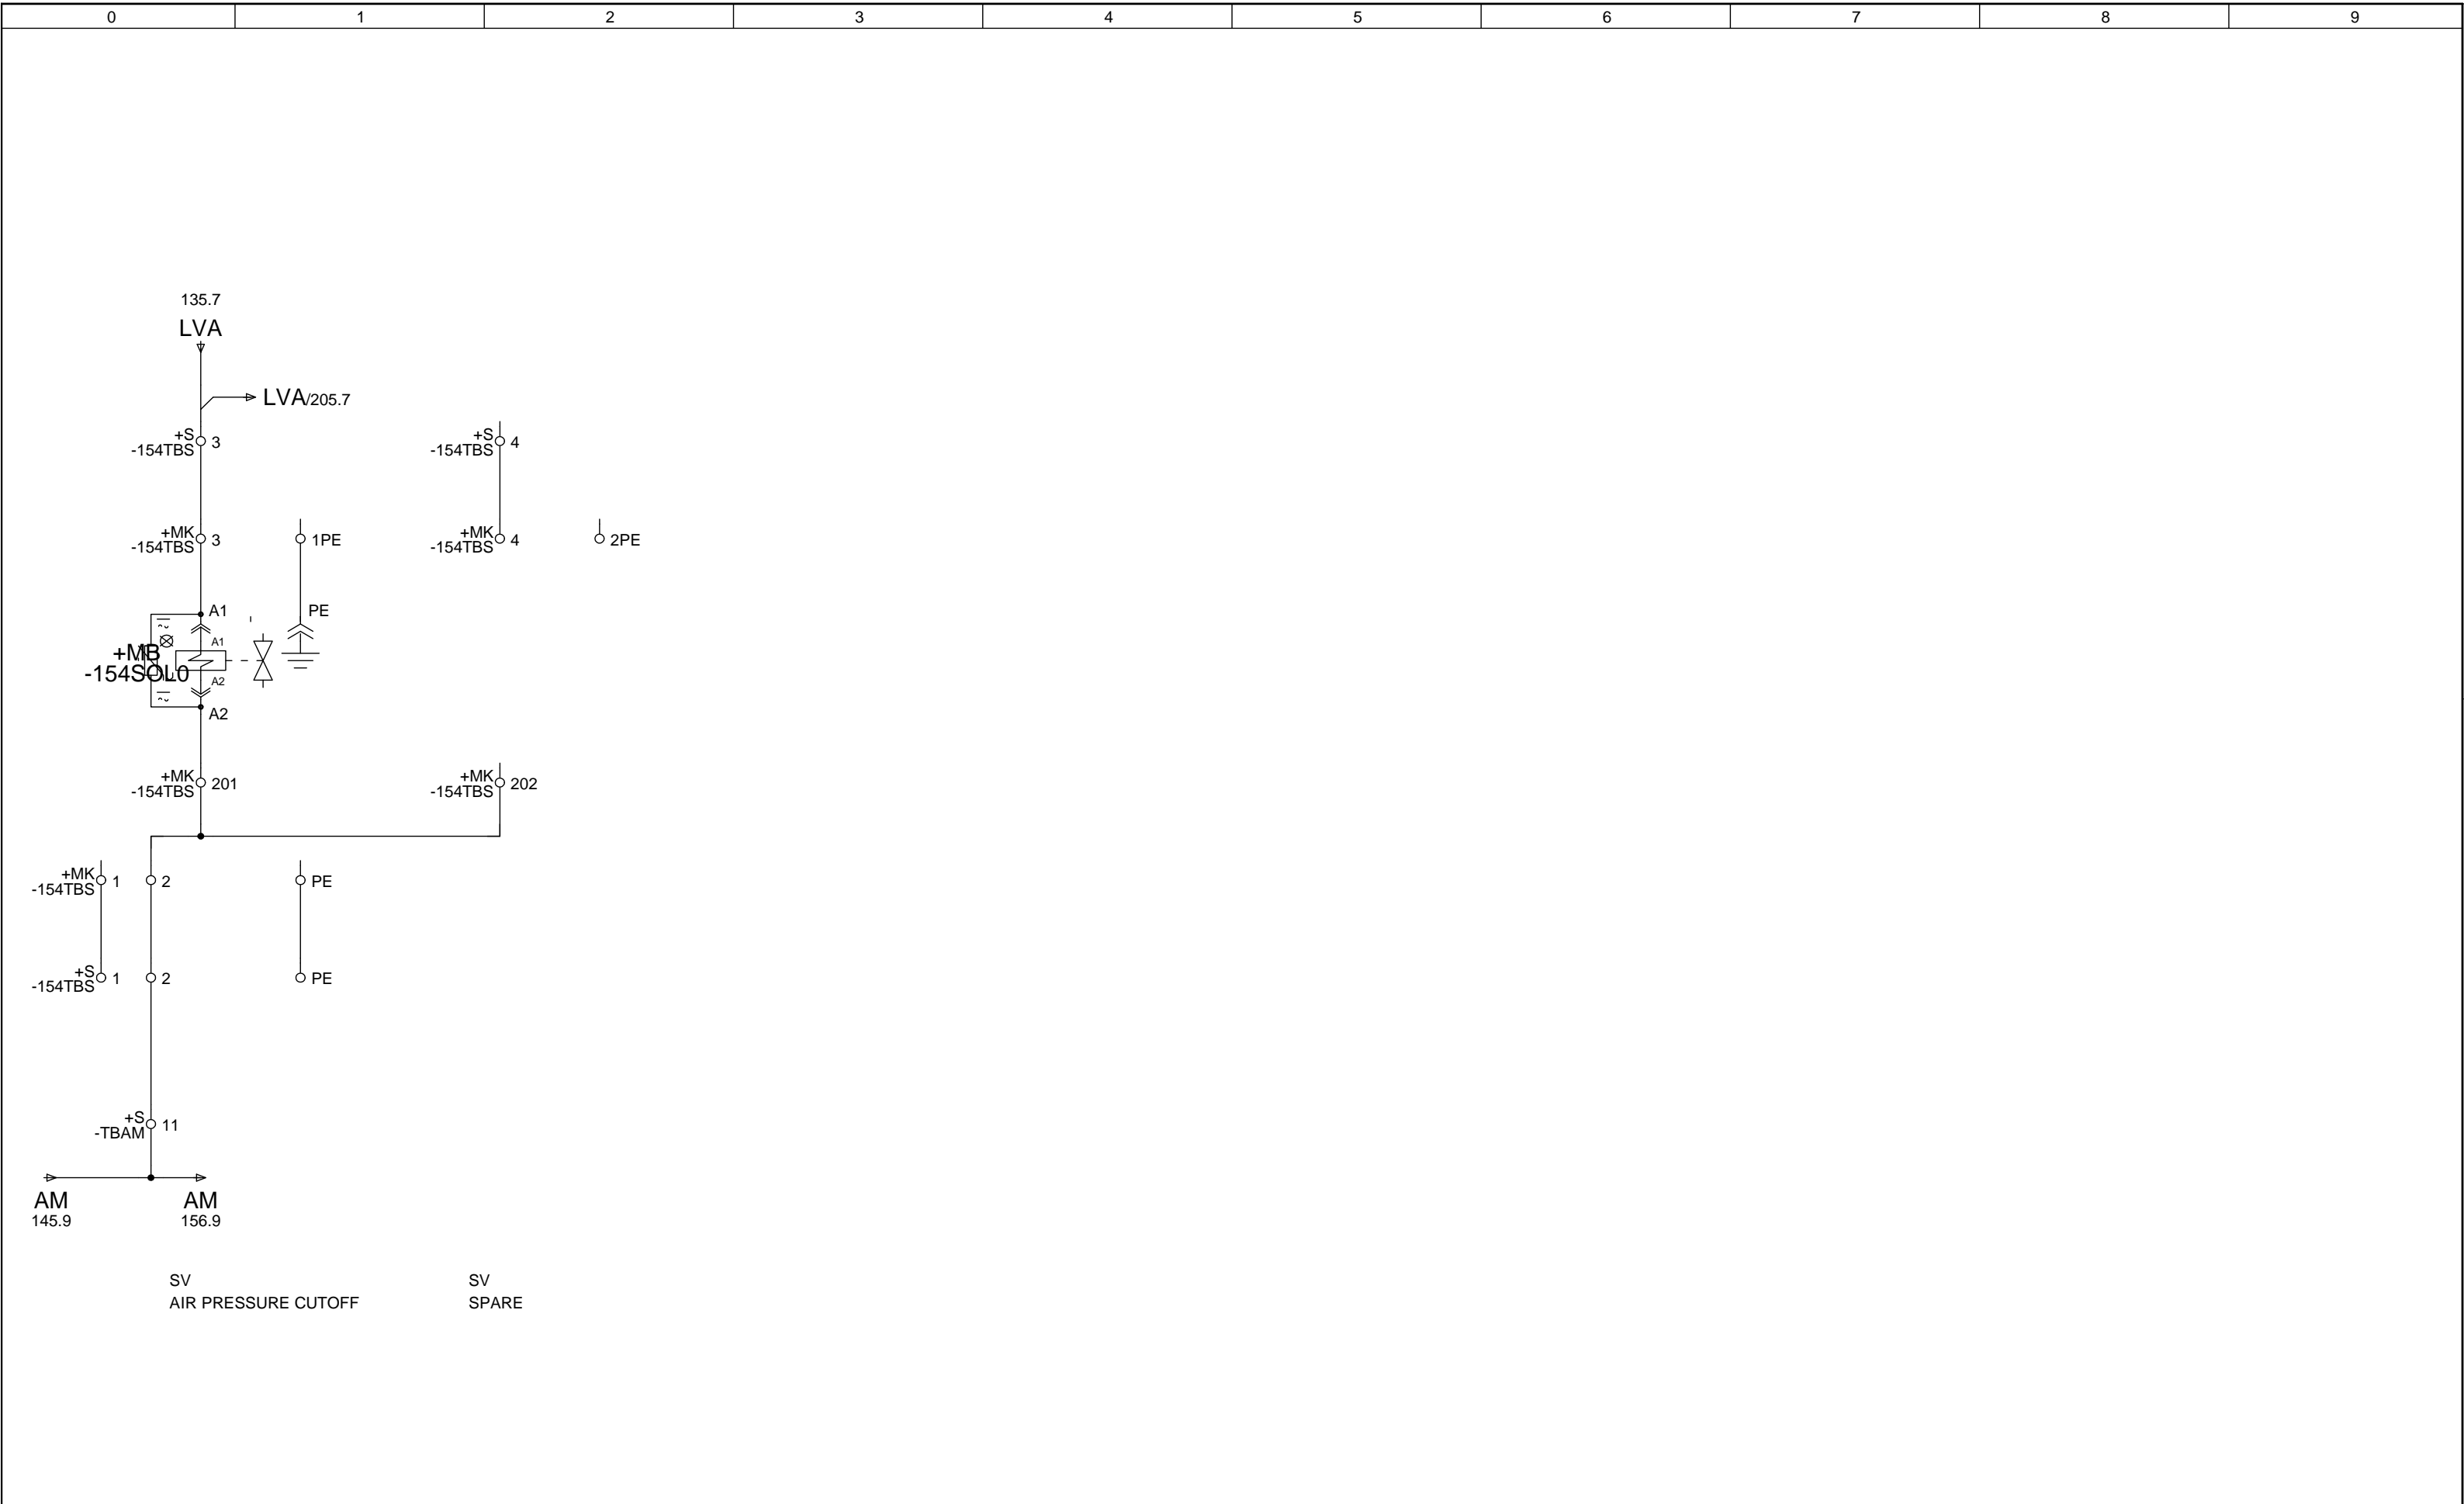 0 1 2 3 4 5 6 7 8 9
135.7
LVA
LVA/205.7
+S
-154TBS 3
+S
-154TBS 4
+MK
-154TBS 3
1PE
+MK
-154TBS 4
2PE
A1
PE
A1
+MB
-154SOL0
A2
A2
+MK
-154TBS 201
+MK
-154TBS 202
+MK
-154TBS 1
2
PE
+S
-154TBS 1
2
PE
+S
-TBAM 11
AM
145.9
AM
156.9
SV
AIR PRESSURE CUTOFF
SV
SPARE